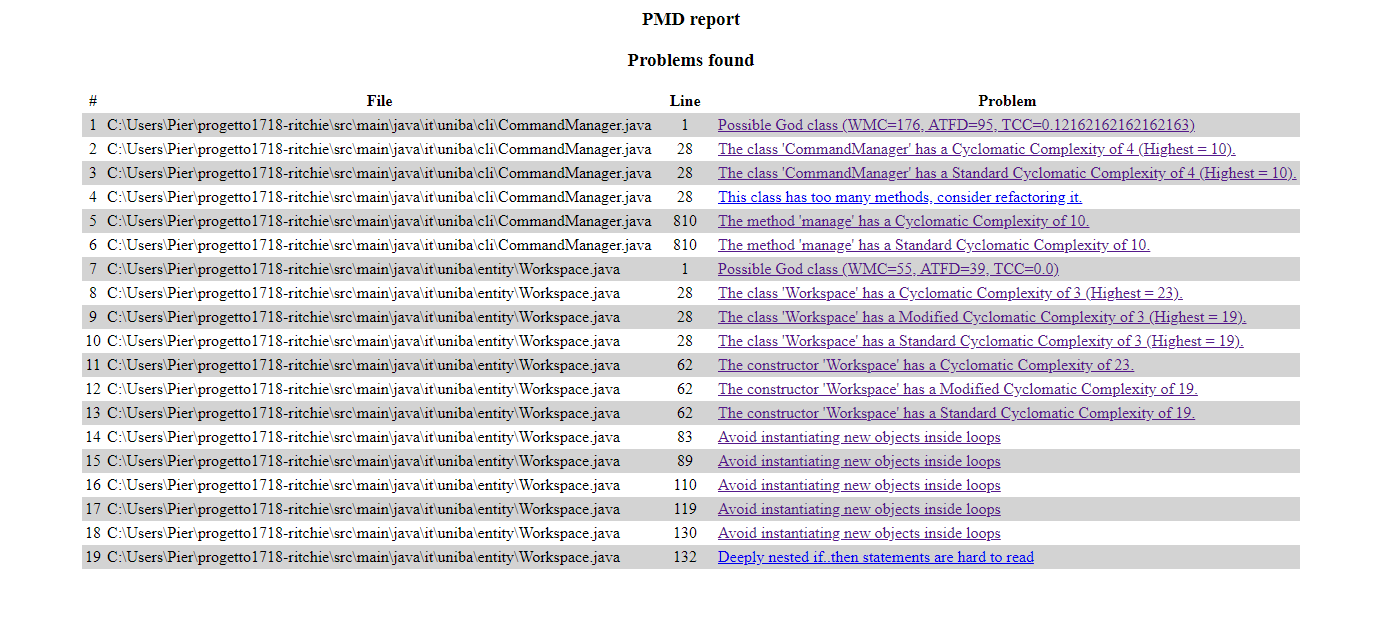 PMD report
Problems found
# File Line Problem
1 C:\Users\Pier\progetto1718-ritchie\src\main\java\it\uniba\cli\CommandManager.java 1 Possible God class (WMC=176, ATFD=95, TCC=0.12162162162162163)
2 C:\Users\Pier\progetto1718-ritchie\src\main\java\it\uniba\cli\CommandManager.java 28 The class 'CommandManager' has a Cyclomatic Complexity of 4 (Highest = 10).
3 C:\Users\Pier\progetto1718-ritchie\src\main\java\it\uniba\cli\CommandManager.java 28 The class 'CommandManager' has a Standard Cyclomatic Complexity of 4 (Highest = 10).
4 C:\Users\Pier\progetto1718-ritchie\src\main\java\it\uniba\cli\CommandManager.java 28 This class has too many methods, consider refactoring it.
5 C:\Users\Pier\progetto1718-ritchie\src\main\java\it\uniba\cli\CommandManager.java 810 The method 'manage' has a Cyclomatic Complexity of 10.
6 C:\Users\Pier\progetto1718-ritchie\src\main\java\it\uniba\cli\CommandManager.java 810 The method 'manage' has a Standard Cyclomatic Complexity of 10.
7 C:\Users\Pier\progetto1718-ritchie\src\main\java\it\uniba\entity\Workspace.java 1 Possible God class (WMC=55, ATFD=39, TCC=0.0)
8 C:\Users\Pier\progetto1718-ritchie\src\main\java\it\uniba\entity\Workspace.java 28 The class 'Workspace' has a Cyclomatic Complexity of 3 (Highest = 23).
9 C:\Users\Pier\progetto1718-ritchie\src\main\java\it\uniba\entity\Workspace.java 28 The class 'Workspace' has a Modified Cyclomatic Complexity of 3 (Highest = 19).
10 C:\Users\Pier\progetto1718-ritchie\src\main\java\it\uniba\entity\Workspace.java 28 The class 'Workspace' has a Standard Cyclomatic Complexity of 3 (Highest = 19).
11 C:\Users\Pier\progetto1718-ritchie\src\main\java\it\uniba\entity\Workspace.java 62 The constructor 'Workspace' has a Cyclomatic Complexity of 23.
12 C:\Users\Pier\progetto1718-ritchie\src\main\java\it\uniba\entity\Workspace.java 62 The constructor 'Workspace' has a Modified Cyclomatic Complexity of 19.
13 C:\Users\Pier\progetto1718-ritchie\src\main\java\it\uniba\entity\Workspace.java 62 The constructor 'Workspace' has a Standard Cyclomatic Complexity of 19.
14 C:\Users\Pier\progetto1718-ritchie\src\main\java\it\uniba\entity\Workspace.java 83 Avoid instantiating new objects inside loops
15 C:\Users\Pier\progetto1718-ritchie\src\main\java\it\uniba\entity\Workspace.java 89 Avoid instantiating new objects inside loops
16 C:\Users\Pier\progetto1718-ritchie\src\main\java\it\uniba\entity\Workspace.java 110 Avoid instantiating new objects inside loops
17 C:\Users\Pier\progetto1718-ritchie\src\main\java\it\uniba\entity\Workspace.java 119 Avoid instantiating new objects inside loops
18 C:\Users\Pier\progetto1718-ritchie\src\main\java\it\uniba\entity\Workspace.java 130 Avoid instantiating new objects inside loops
19 C:\Users\Pier\progetto1718-ritchie\src\main\java\it\uniba\entity\Workspace.java 132 Deeply nested if..then statements are hard to read